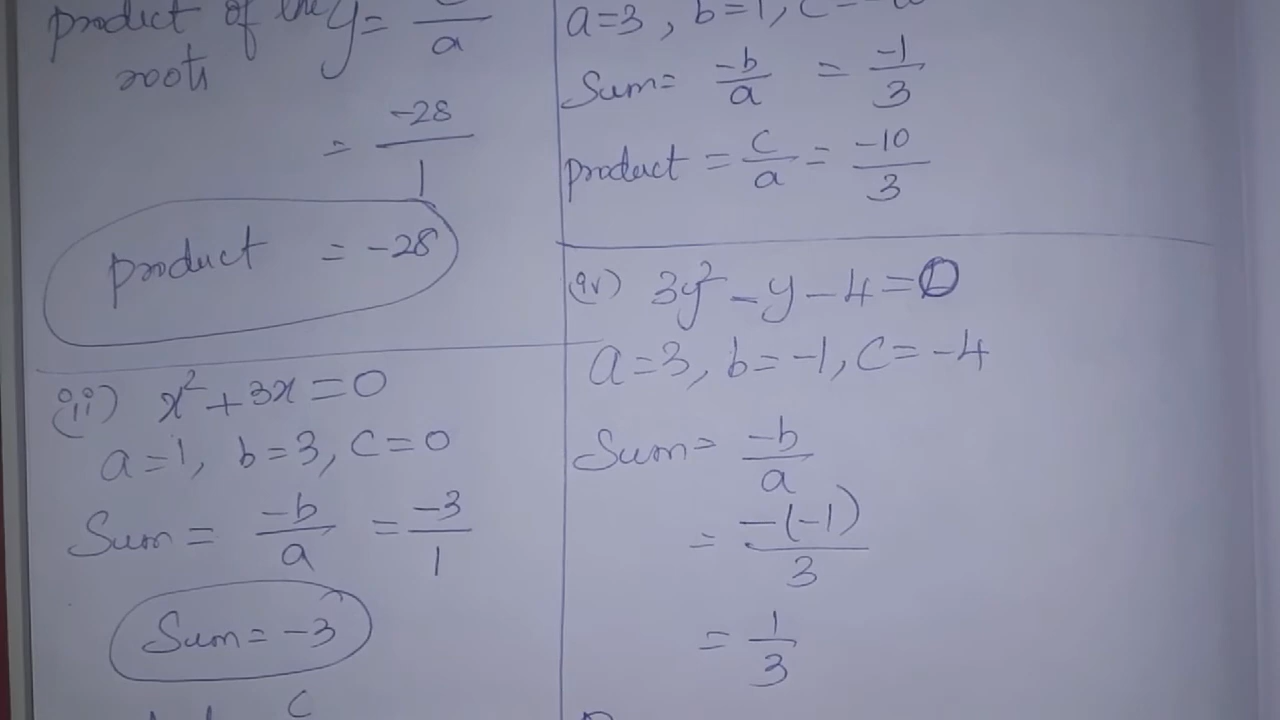 product of the y = /a
roots
= -28/1
product = -28
(ii) x² + 3x = 0
a = 1, b = 3, c = 0
Sum = -b/a = -3/1
Sum = -3
c
a = 3, b = 1, c = -
Sum = -b/a = -1/3
product = c/a = -10/3
(iv) 3y² - y - 4 = 0
a = 3, b = -1, c = -4
Sum = -b/a
= -(-1)/3
= 1/3